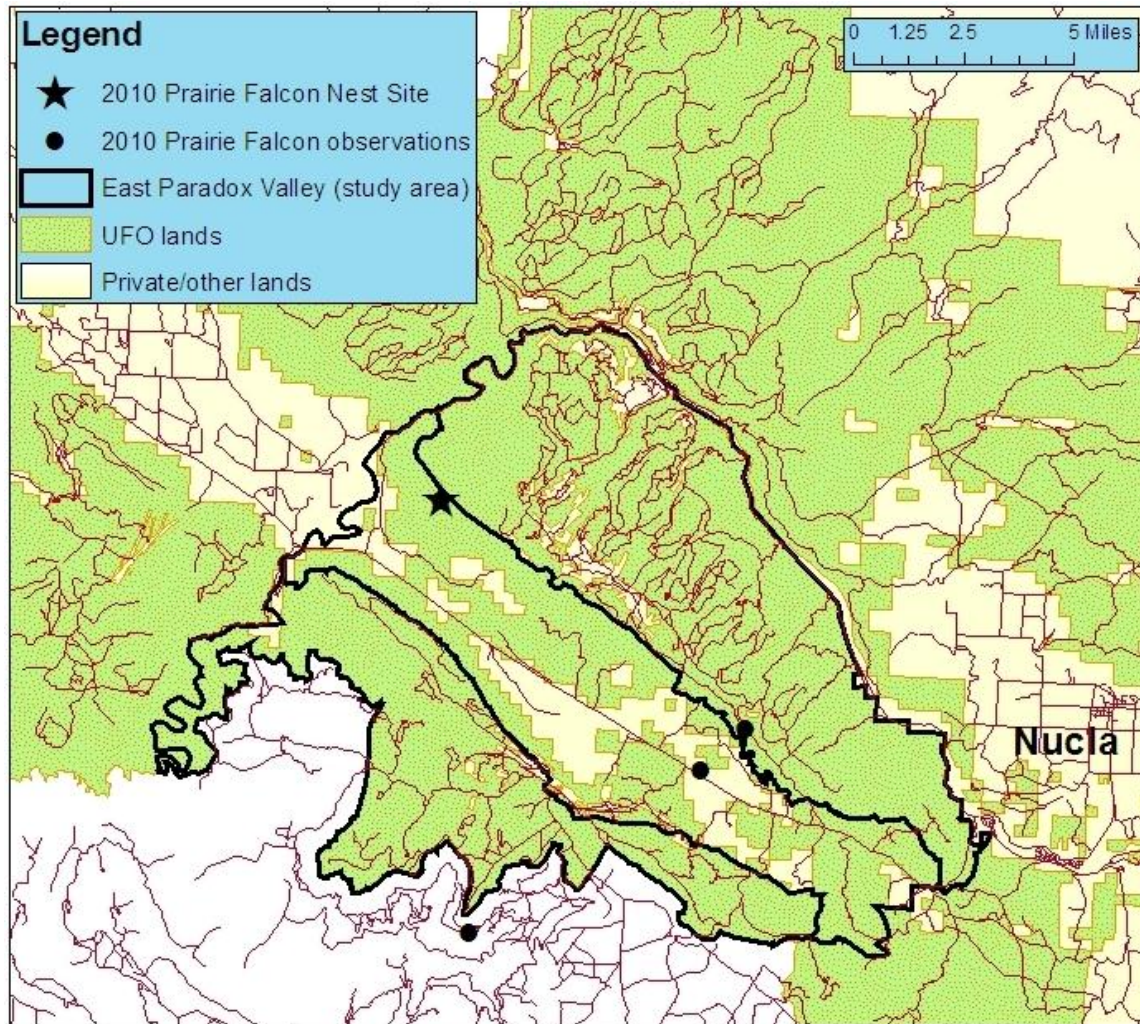 Legend
2010 Prairie Falcon Nest Site
2010 Prairie Falcon observations
East Paradox Valley (study area)
UFO lands
Private/other lands
0 1.25 2.5 5 Miles
Nucla